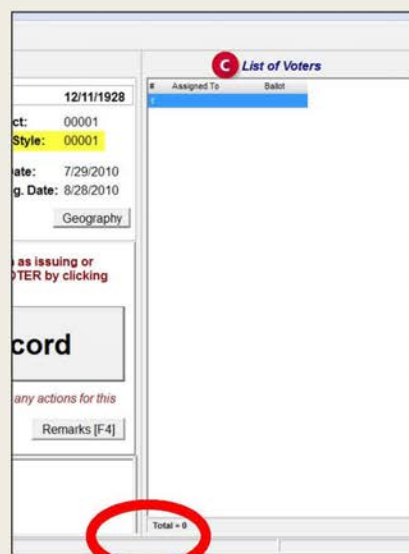 C List of Voters
# Assigned To Ballot
12/11/1928
ct: 00001
Style: 00001
ate: 7/29/2010
g. Date: 8/28/2010
Geography
as issuing or
OTER by clicking
cord
any actions for this
Remarks [F4]
Total = 0